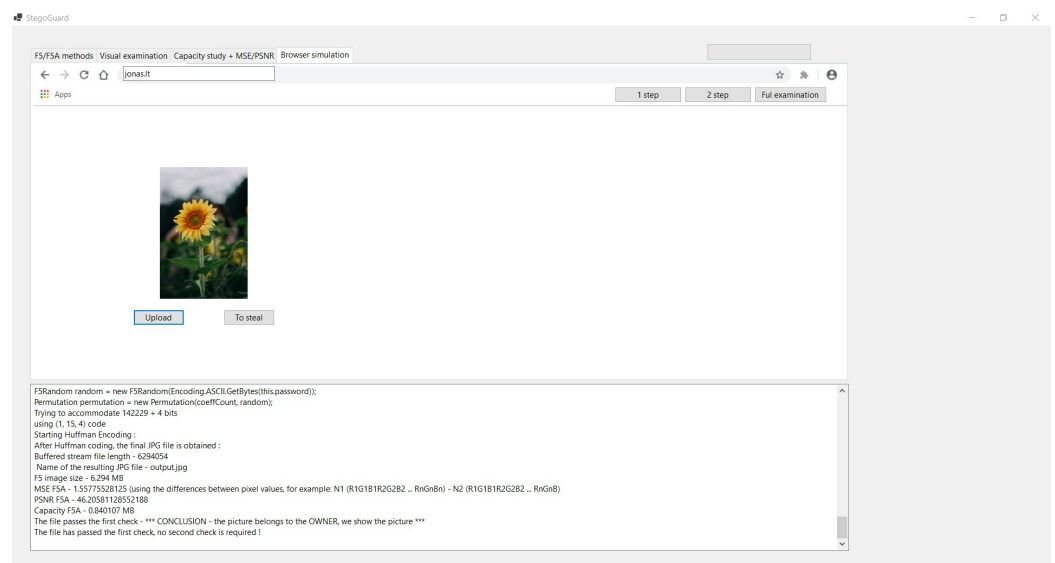 StegoGuard
F5/F5A methods Visual examination Capacity study + MSE/PSNR Browser simulation
jonas.lt
Apps
1 step 2 step Ful examination
Upload To steal
F5Random random = new F5Random(Encoding.ASCII.GetBytes(this.password));
Permutation permutation = new Permutation(coeffCount, random);
Trying to accommodate 142229 + 4 bits
using (1, 15, 4) code
Starting Huffman Encoding :
After Huffman coding, the final JPG file is obtained :
Buffered stream file length - 6294054
Name of the resulting JPG file - output.jpg
F5 image size - 6.294 MB
MSE F5A - 1.55775528125 (using the differences between pixel values, for example: N1 (R1G1B1R2G2B2 ... RnGnBn) - N2 (R1G1B1R2G2B2 ... RnGnB)
PSNR F5A - 46.20581128552188
Capacity F5A - 0.840107 MB
The file passes the first check - *** CONCLUSION - the picture belongs to the OWNER, we show the picture ***
The file has passed the first check, no second check is required !